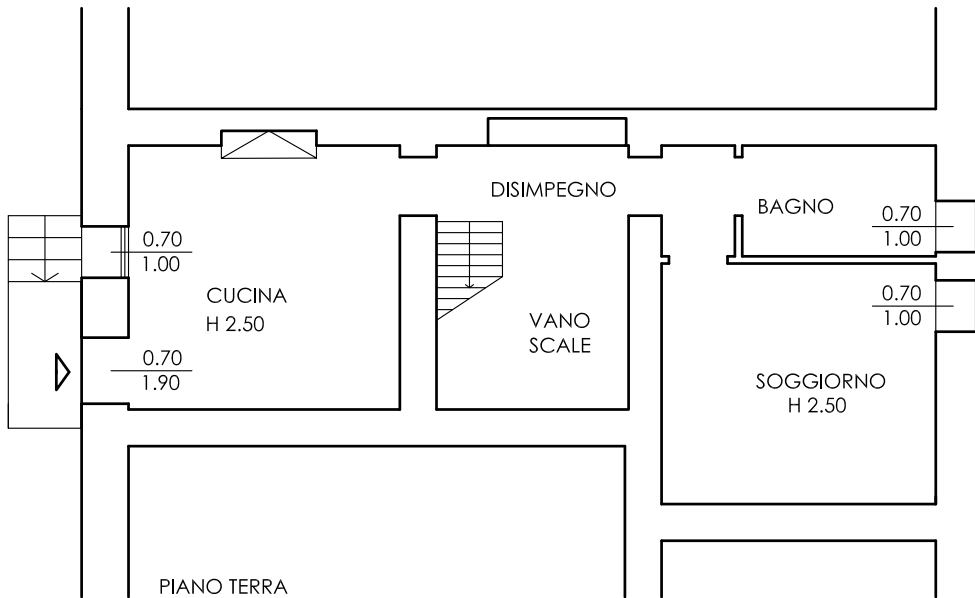 DISIMPEGNO
BAGNO
0.70
1.00
0.70
1.00
CUCINA
H 2.50
0.70
1.00
VANO
SCALE
0.70
1.90
SOGGIORNO
H 2.50
PIANO TERRA